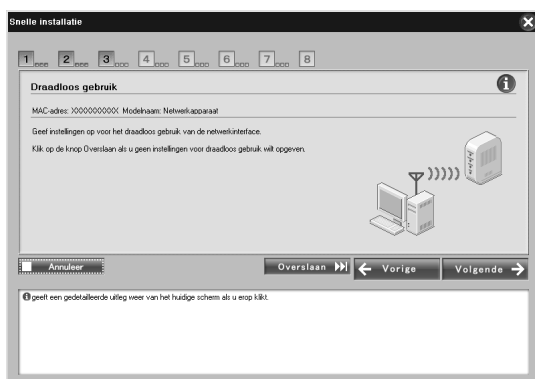 Snelle installatie
1 2 3 4 5 6 7 8
Draadloos gebruik
MAC-adres: XXXXXXXXXX Modelnaam: Netwerkapparaat
Geef instellingen op voor het draadloos gebruik van de netwerkinterface.
Klik op de knop Overslaan als u geen instellingen voor draadloos gebruik wilt opgeven.
Annuleer
Overslaan
Vorige
Volgende
geeft een gedetailleerde uitleg weer van het huidige scherm als u erop klikt.